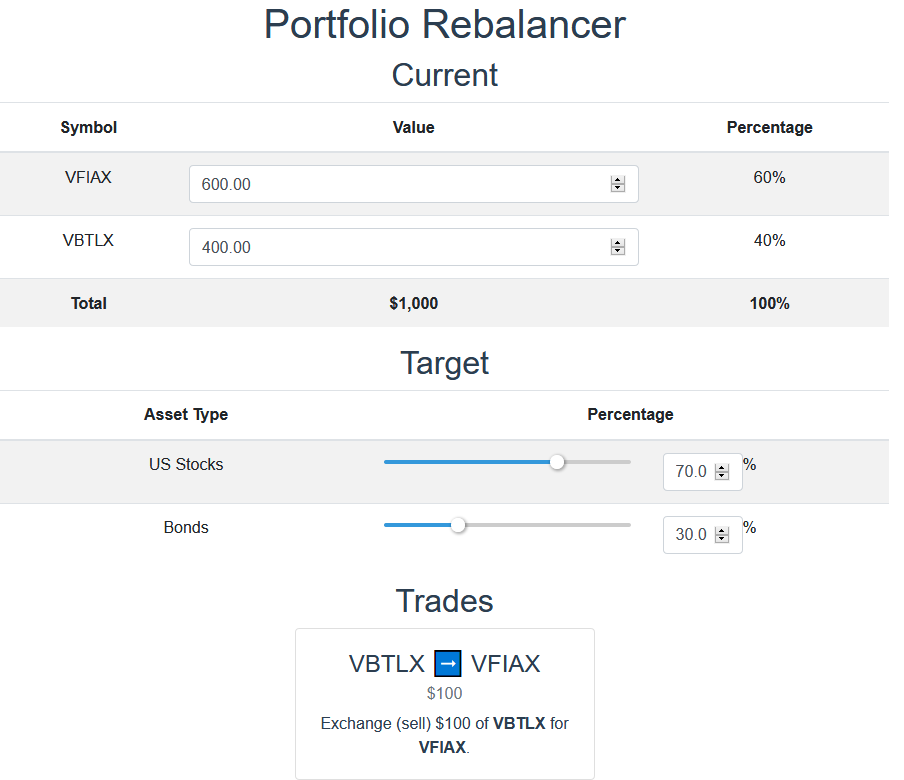 Portfolio Rebalancer
Current
Symbol Value Percentage
VFIAX 600.00 60%
VBTLX 400.00 40%
Total $1,000 100%
Target
Asset Type Percentage
US Stocks 70.0 %
Bonds 30.0 %
Trades
VBTLX ➡ VFIAX
$100
Exchange (sell) $100 of VBTLX for
VFIAX.